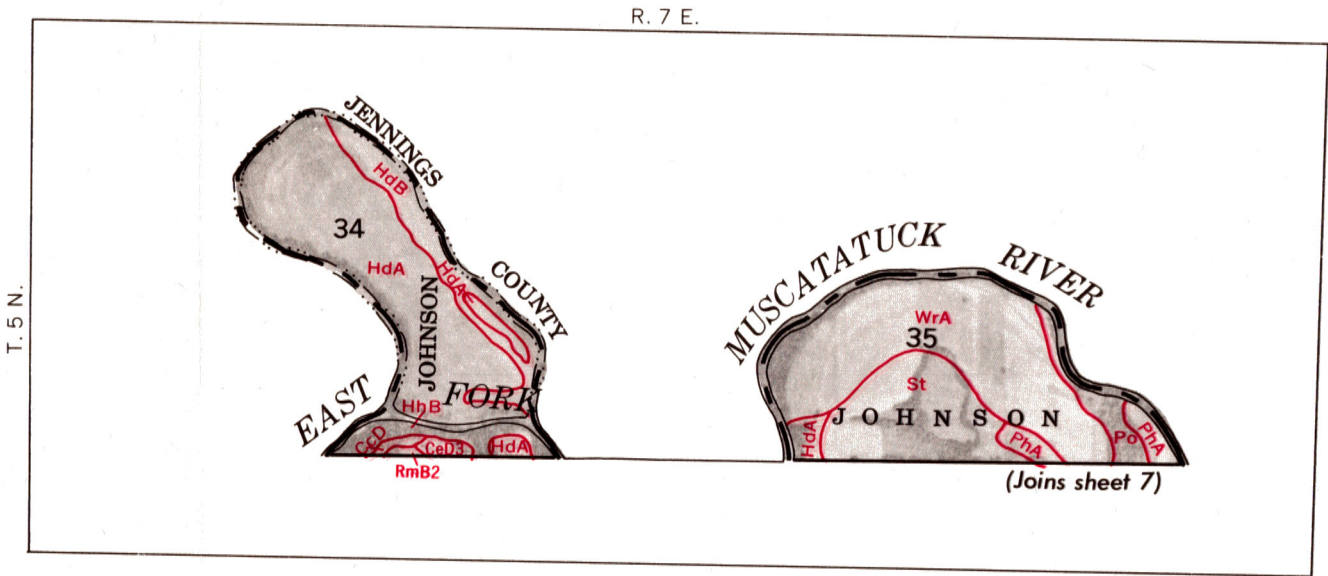 R. 7 E.
T. 5 N.
JENNINGS
COUNTY
HdB
34
HdA
HdA
JOHNSON
EAST
FORK
HhB
CED
CeD3
HdA
RmB2
MUSCATATUCK
RIVER
WrA
35
St
JOHNSON
HdA
PhA
Po
PhA
(Joins sheet 7)